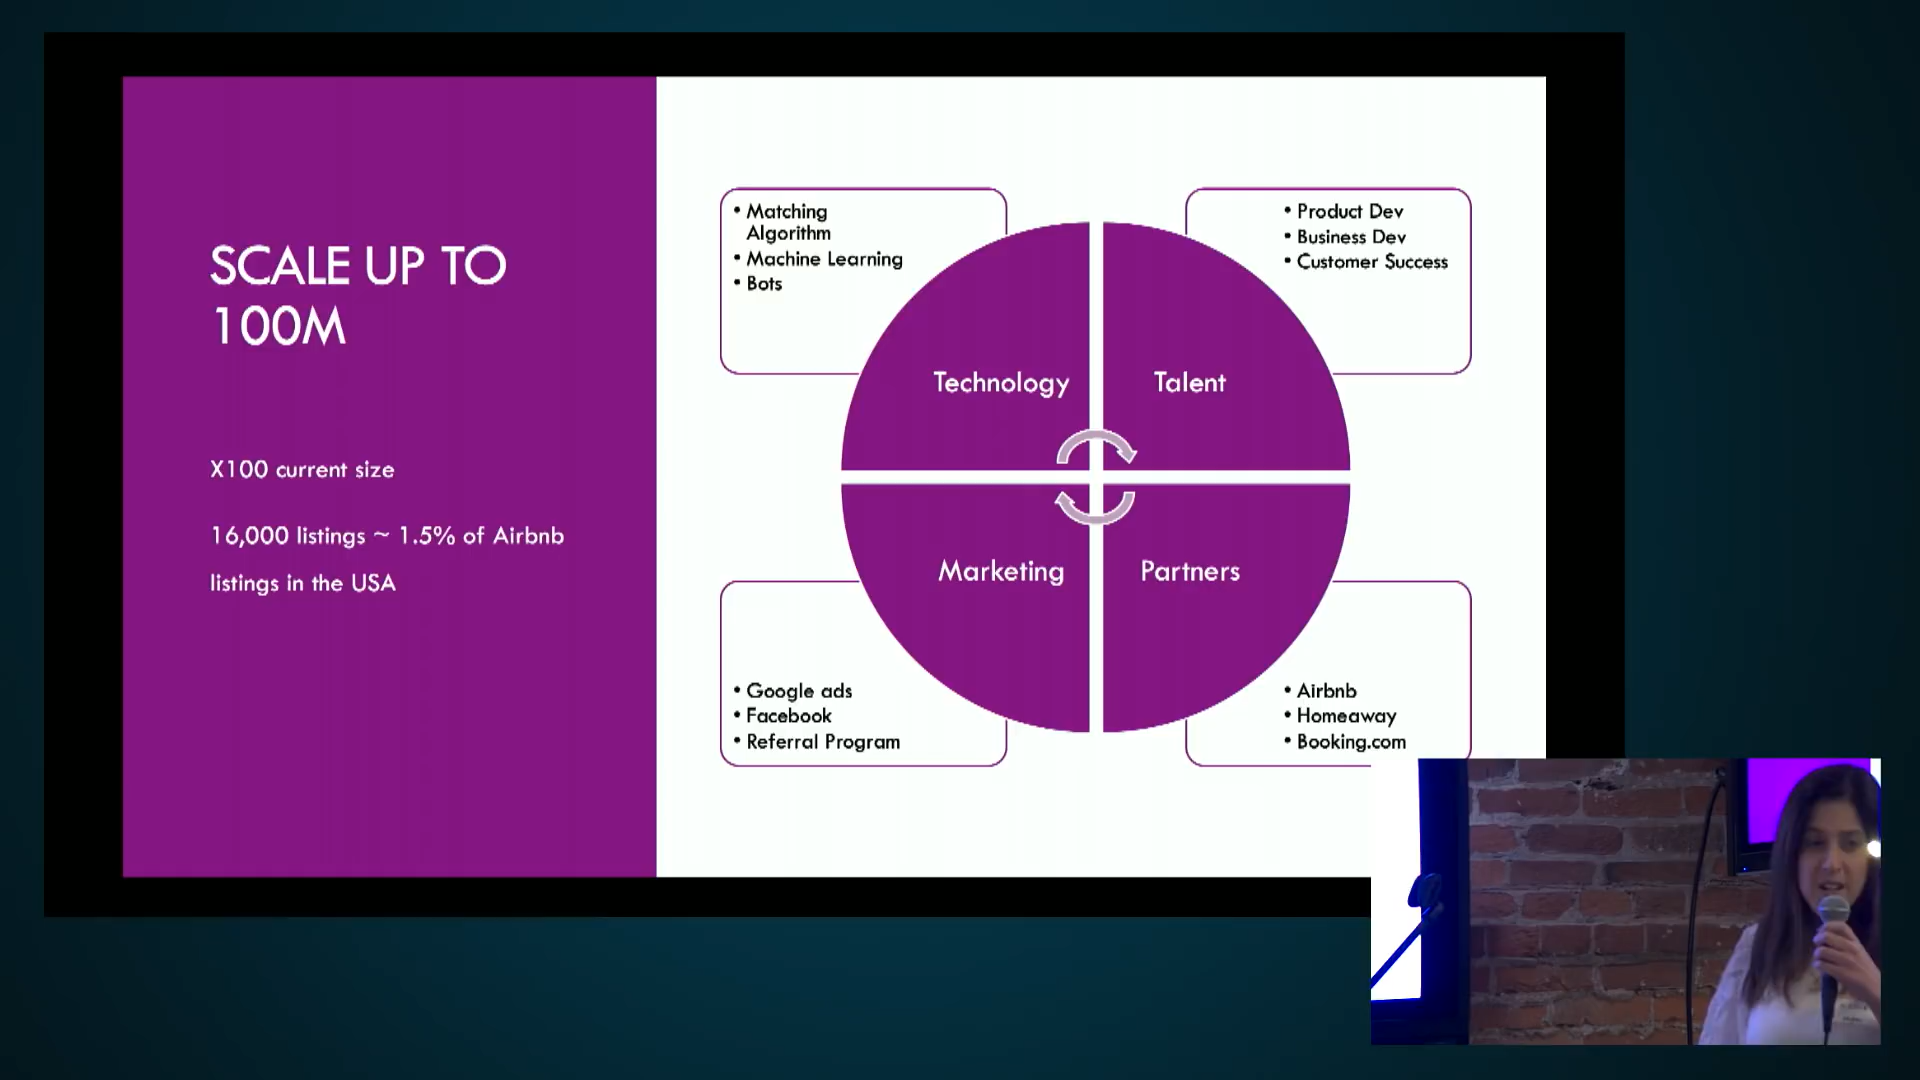 SCALE UP TO
100M
X100 current size
16,000 listings ~ 1.5% of Airbnb
listings in the USA
• Matching
Algorithm
• Machine Learning
• Bots
• Product Dev
• Business Dev
• Customer Success
Technology
Talent
Marketing
Partners
• Google ads
• Facebook
• Referral Program
• Airbnb
• Homeaway
• Booking.com